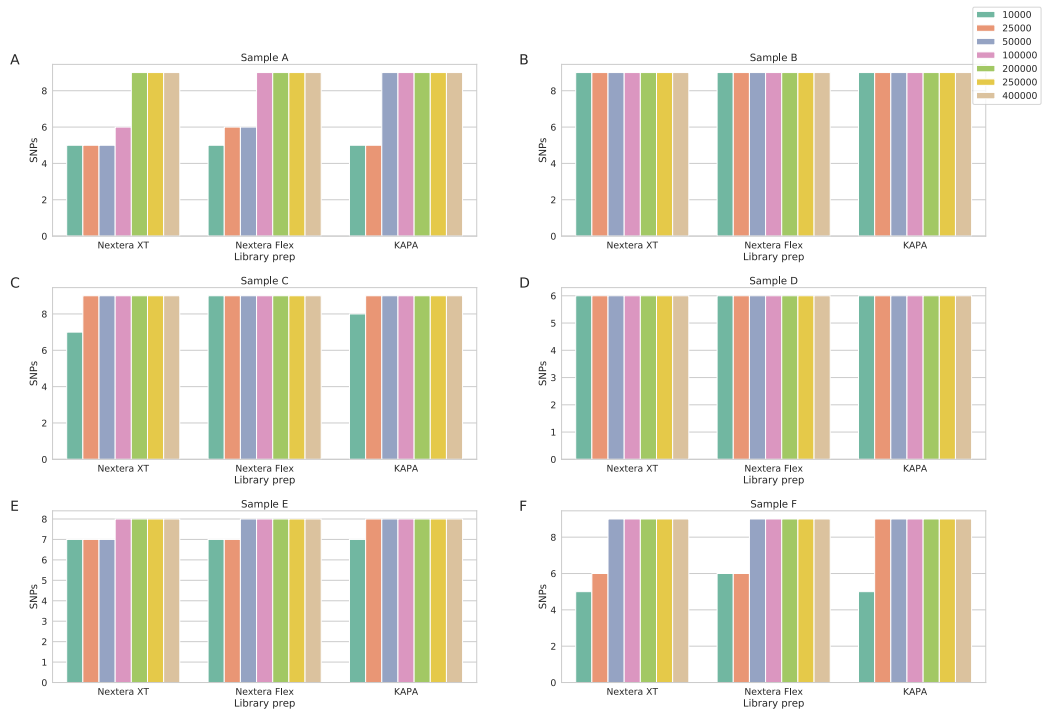 10000
25000
50000
100000
200000
250000
400000
A
Sample A
SNPs
8
6
4
2
0
Nextera XT Nextera Flex KAPA
Library prep
B
Sample B
SNPs
8
6
4
2
0
Nextera XT Nextera Flex KAPA
Library prep
C
Sample C
SNPs
8
6
4
2
0
Nextera XT Nextera Flex KAPA
Library prep
D
Sample D
SNPs
6
5
4
3
2
1
0
Nextera XT Nextera Flex KAPA
Library prep
E
Sample E
SNPs
8
7
6
5
4
3
2
1
0
Nextera XT Nextera Flex KAPA
Library prep
F
Sample F
SNPs
8
6
4
2
0
Nextera XT Nextera Flex KAPA
Library prep